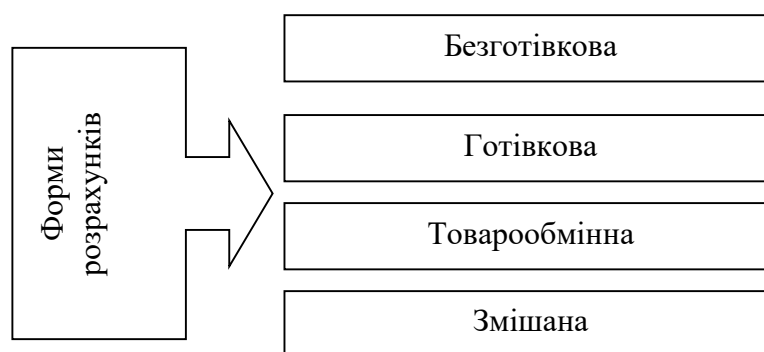 Форми
розрахунків
Безготівкова
Готівкова
Товарообмінна
Змішана